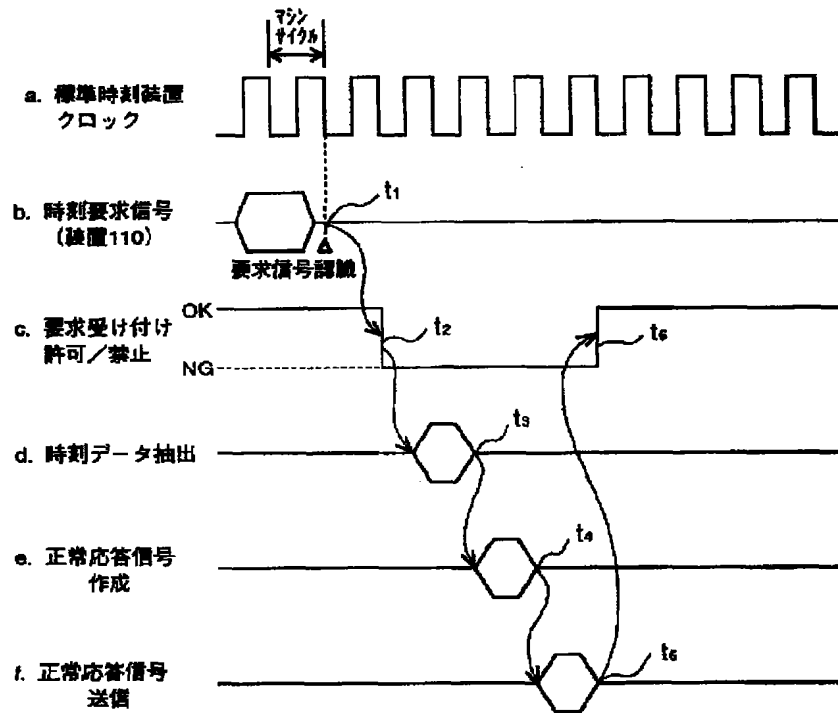 マシン
サイクル
a. 標準時刻装置
クロック
b. 時刻要求信号
(装置110)
t₁
要求信号認識
OK
c. 要求受け付け
許可／禁止
t₂
t₆
NG
t₃
d. 時刻データ抽出
e. 正常応答信号
作成
t₄
f. 正常応答信号
送信
t₅